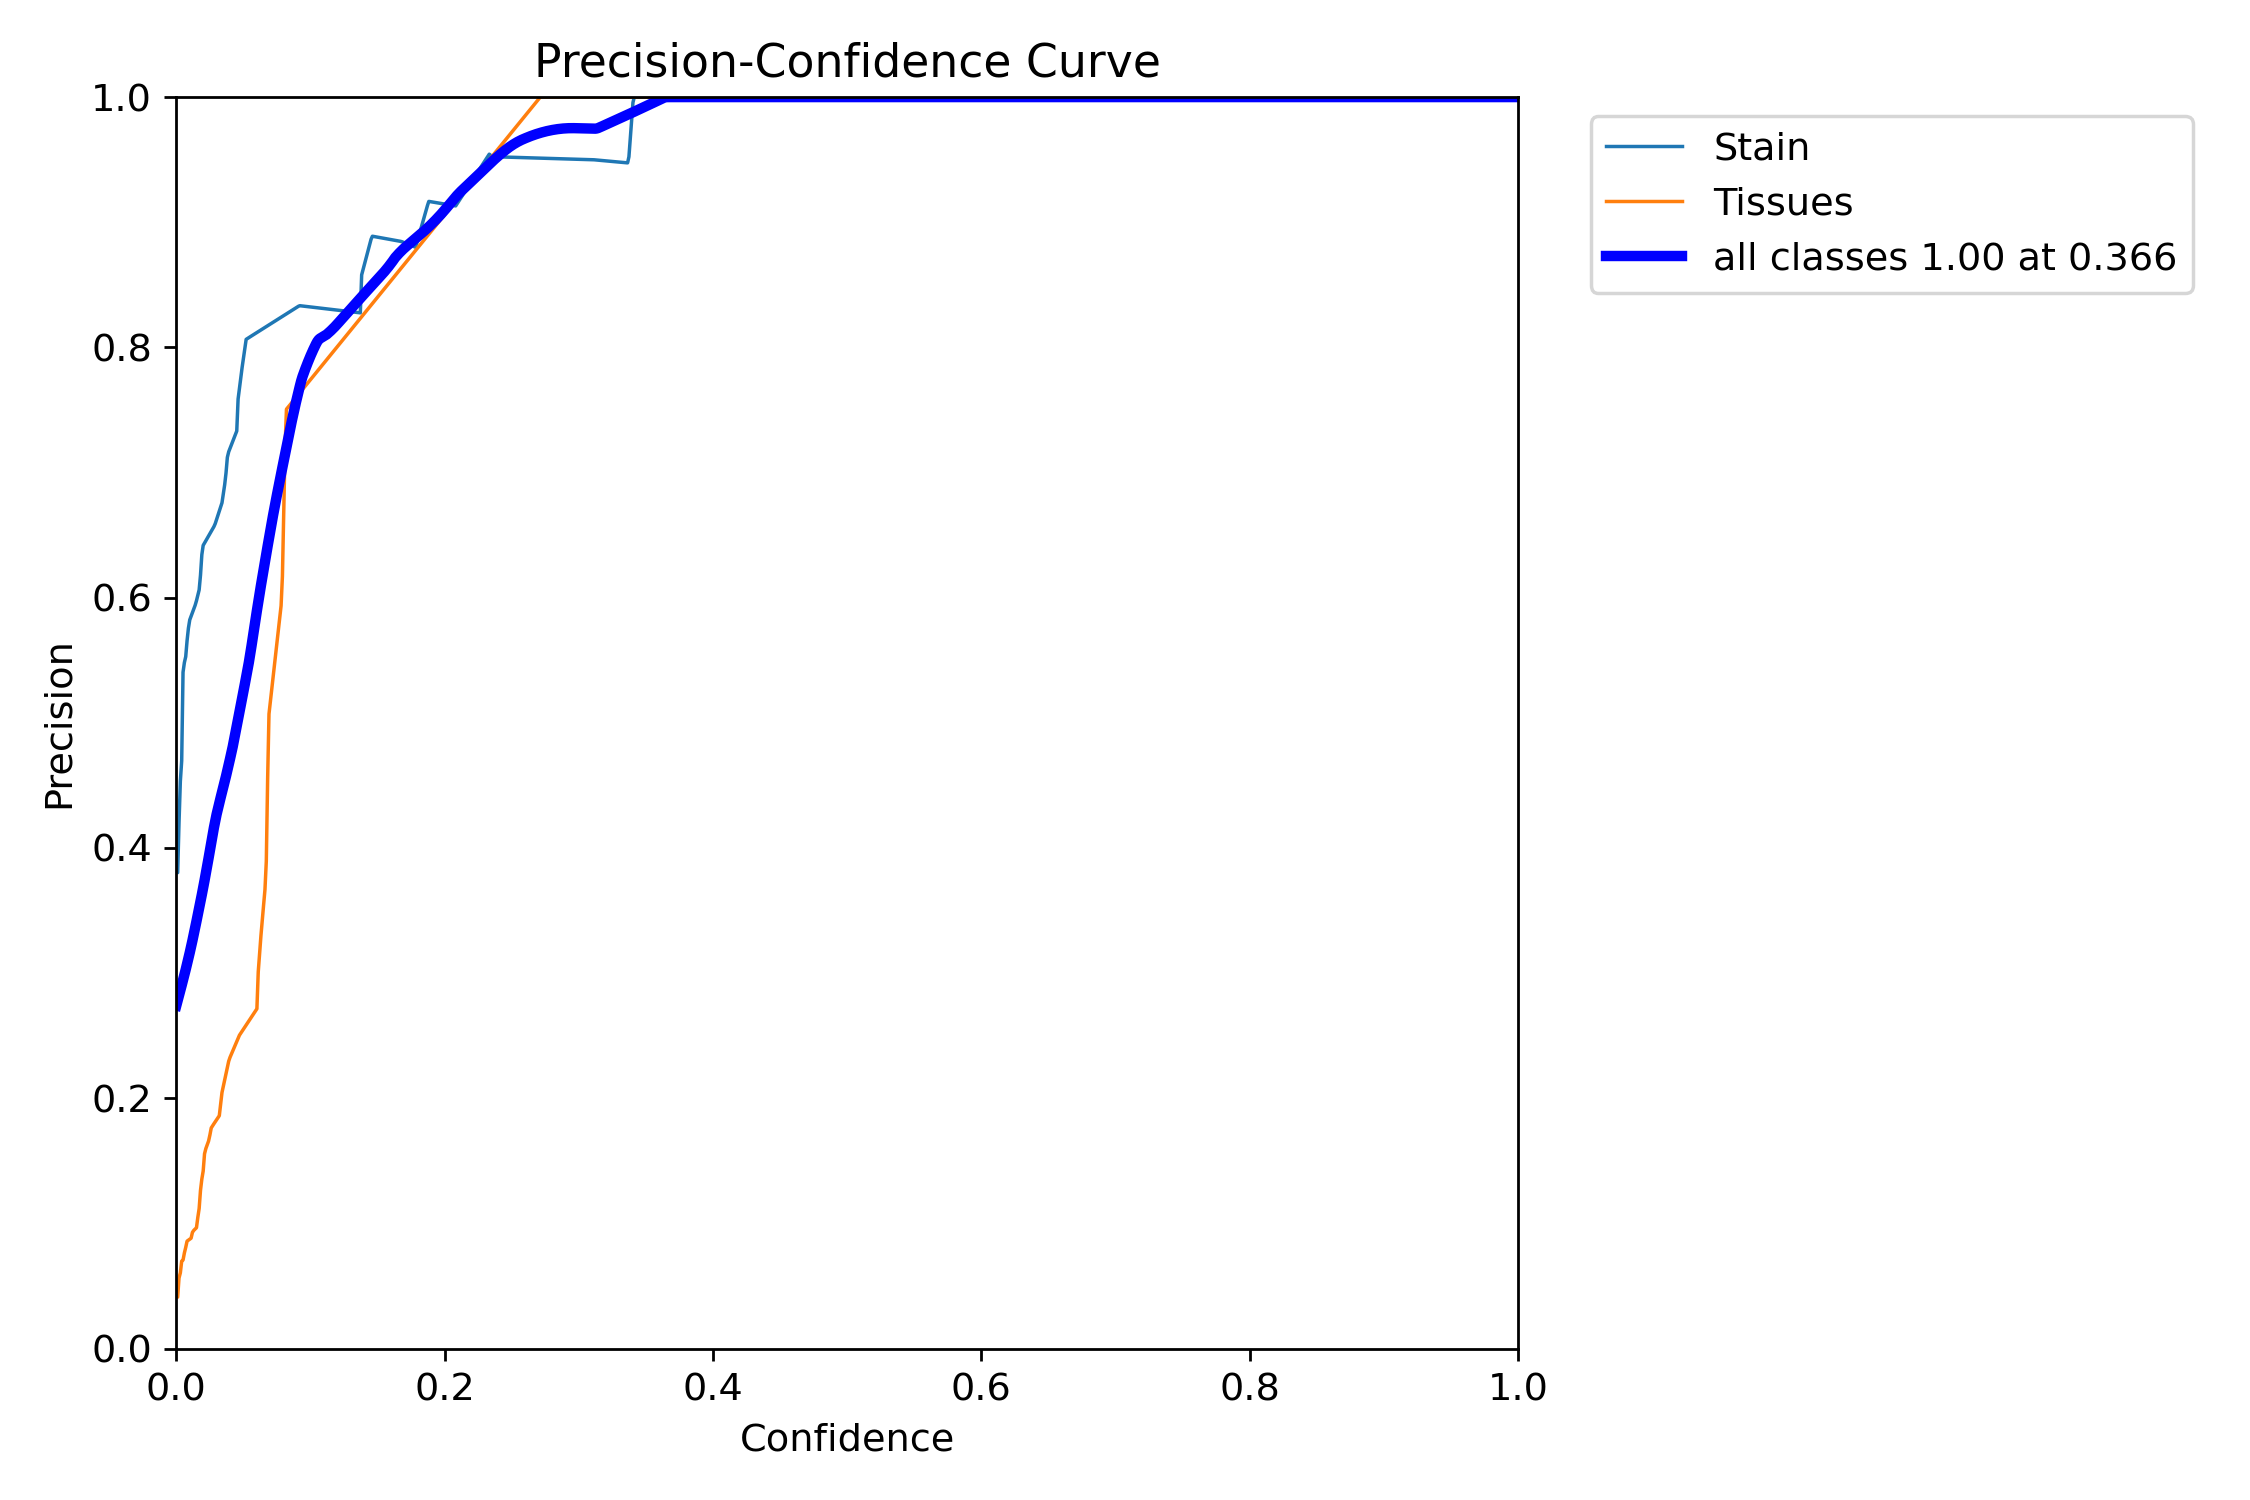 Precision-Confidence Curve
1.0
0.8
0.6
0.4
0.2
0.0
Precision
0.0 0.2 0.4 0.6 0.8 1.0
Confidence
Stain
Tissues
all classes 1.00 at 0.366